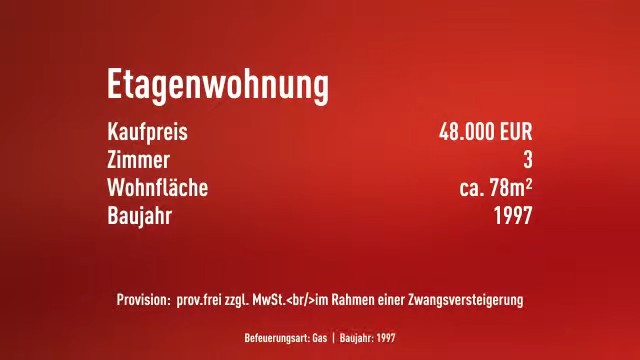 Etagenwohnung
Kaufpreis 48.000 EUR
Zimmer 3
Wohnfläche ca. 78m²
Baujahr 1997
Provision: prov.frei zzgl. MwSt.<br/>im Rahmen einer Zwangsversteigerung
Befeuerungsart: Gas | Baujahr: 1997